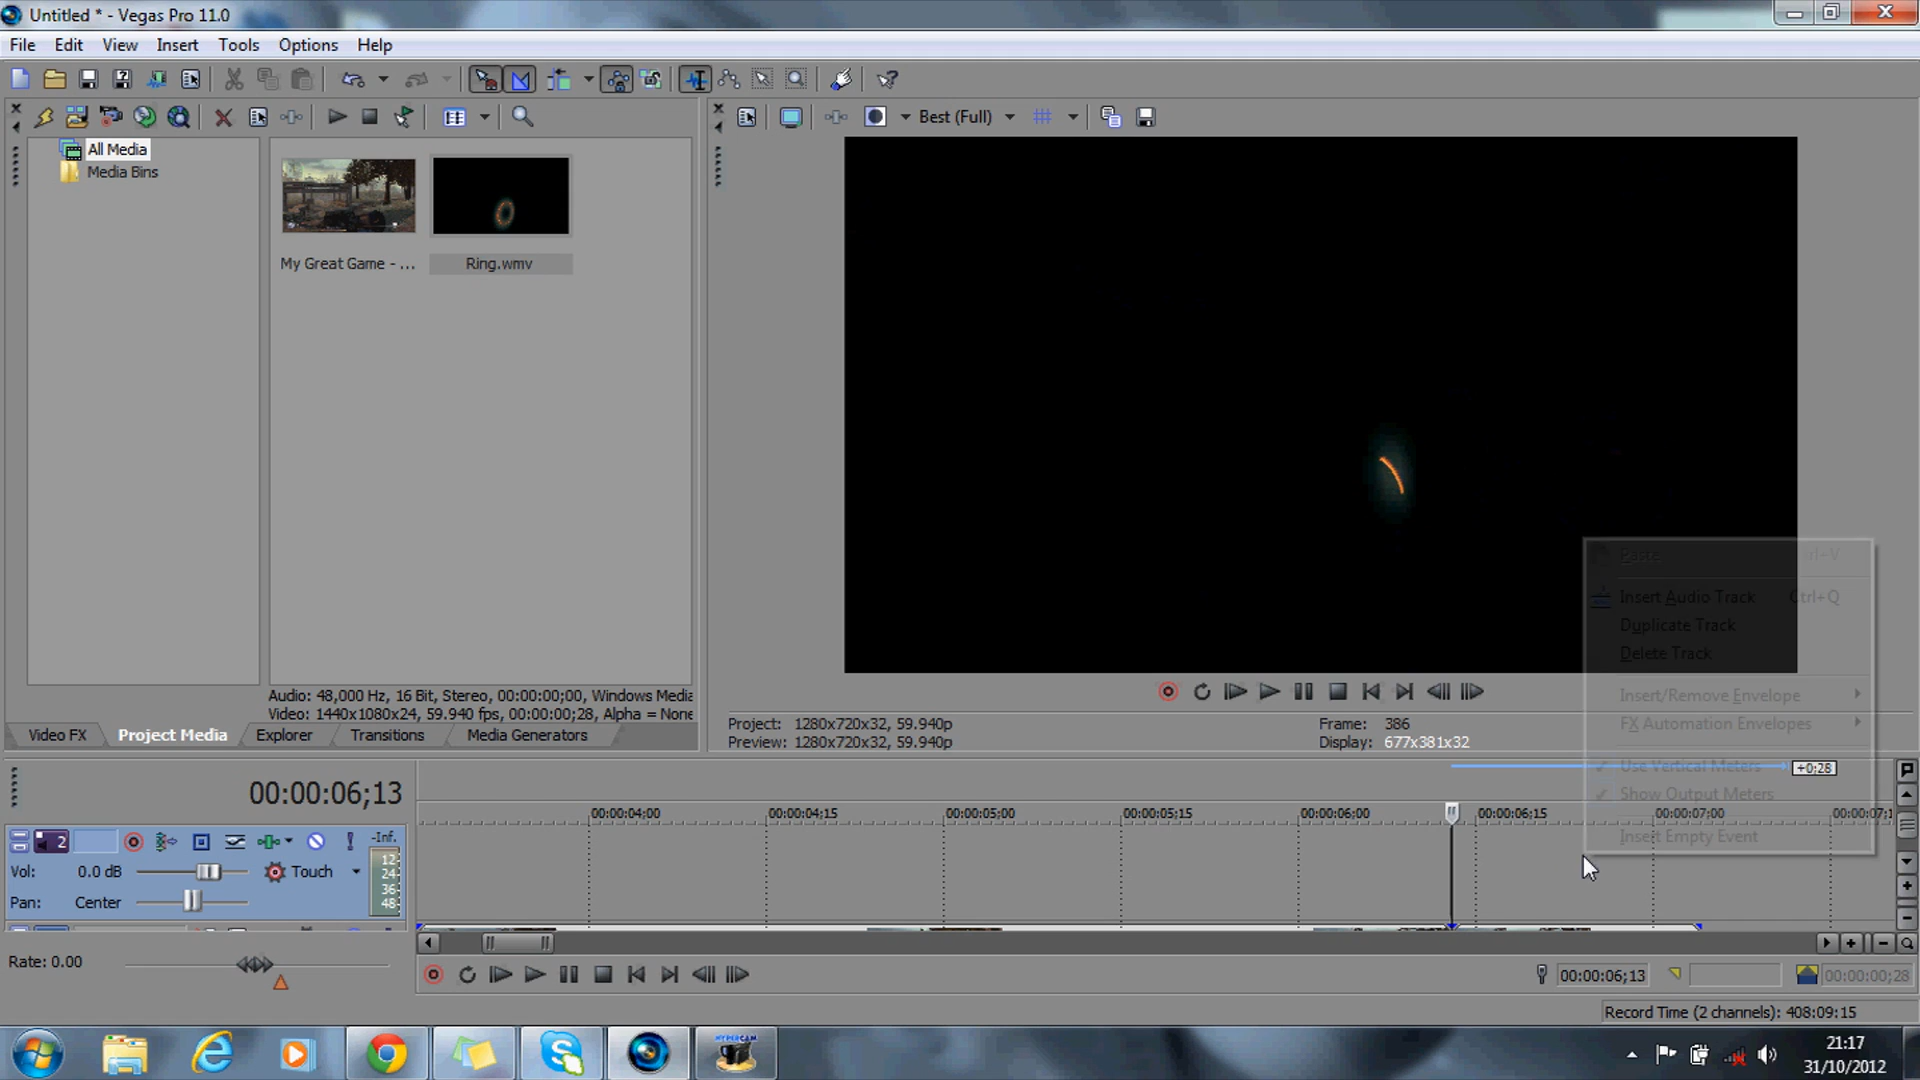 Untitled * - Vegas Pro 11.0
File Edit View Insert Tools Options Help
Best (Full)
All Media
Media Bins
My Great Game - ...
Ring.wmv
Audio: 48,000 Hz, 16 Bit, Stereo, 00:00:00;00, Windows Media
Video: 1440x1080x24, 59.940 fps, 00:00:00;28, Alpha = None
Video FX Project Media Explorer Transitions Media Generators
Project: 1280x720x32, 59.940p
Preview: 1280x720x32, 59.940p
Frame: 386
Display: 677x381x32
Paste
Insert Audio Track Ctrl+Q
Duplicate Track
Delete Track
Insert/Remove Envelope
FX Automation Envelopes
Use Vertical Meters
Show Output Meters
Insert Empty Event
+0;28
00:00:06;13
00:00:04;00 00:00:04;15 00:00:05;00 00:00:05;15 00:00:06;00 00:00:06;15 00:00:07;00 00:00:07;1
2
-Inf.
12
24
36
48
Vol: 0.0 dB Touch
Pan: Center
Rate: 0.00
00:00:06;13
00:00:00;28
Record Time (2 channels): 408:09:15
HYPERCAM
21:17
31/10/2012